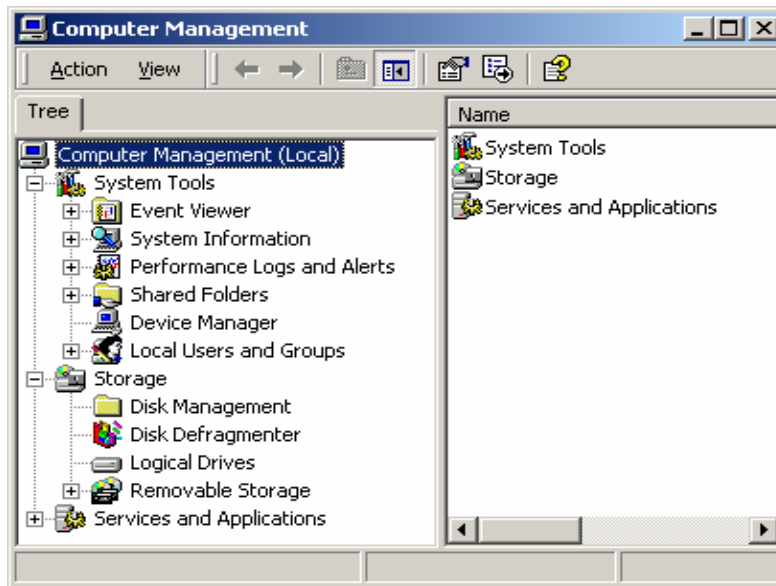 Computer Management
Action View
Tree
Computer Management (Local)
System Tools
Event Viewer
System Information
Performance Logs and Alerts
Shared Folders
Device Manager
Local Users and Groups
Storage
Disk Management
Disk Defragmenter
Logical Drives
Removable Storage
Services and Applications
Name
System Tools
Storage
Services and Applications